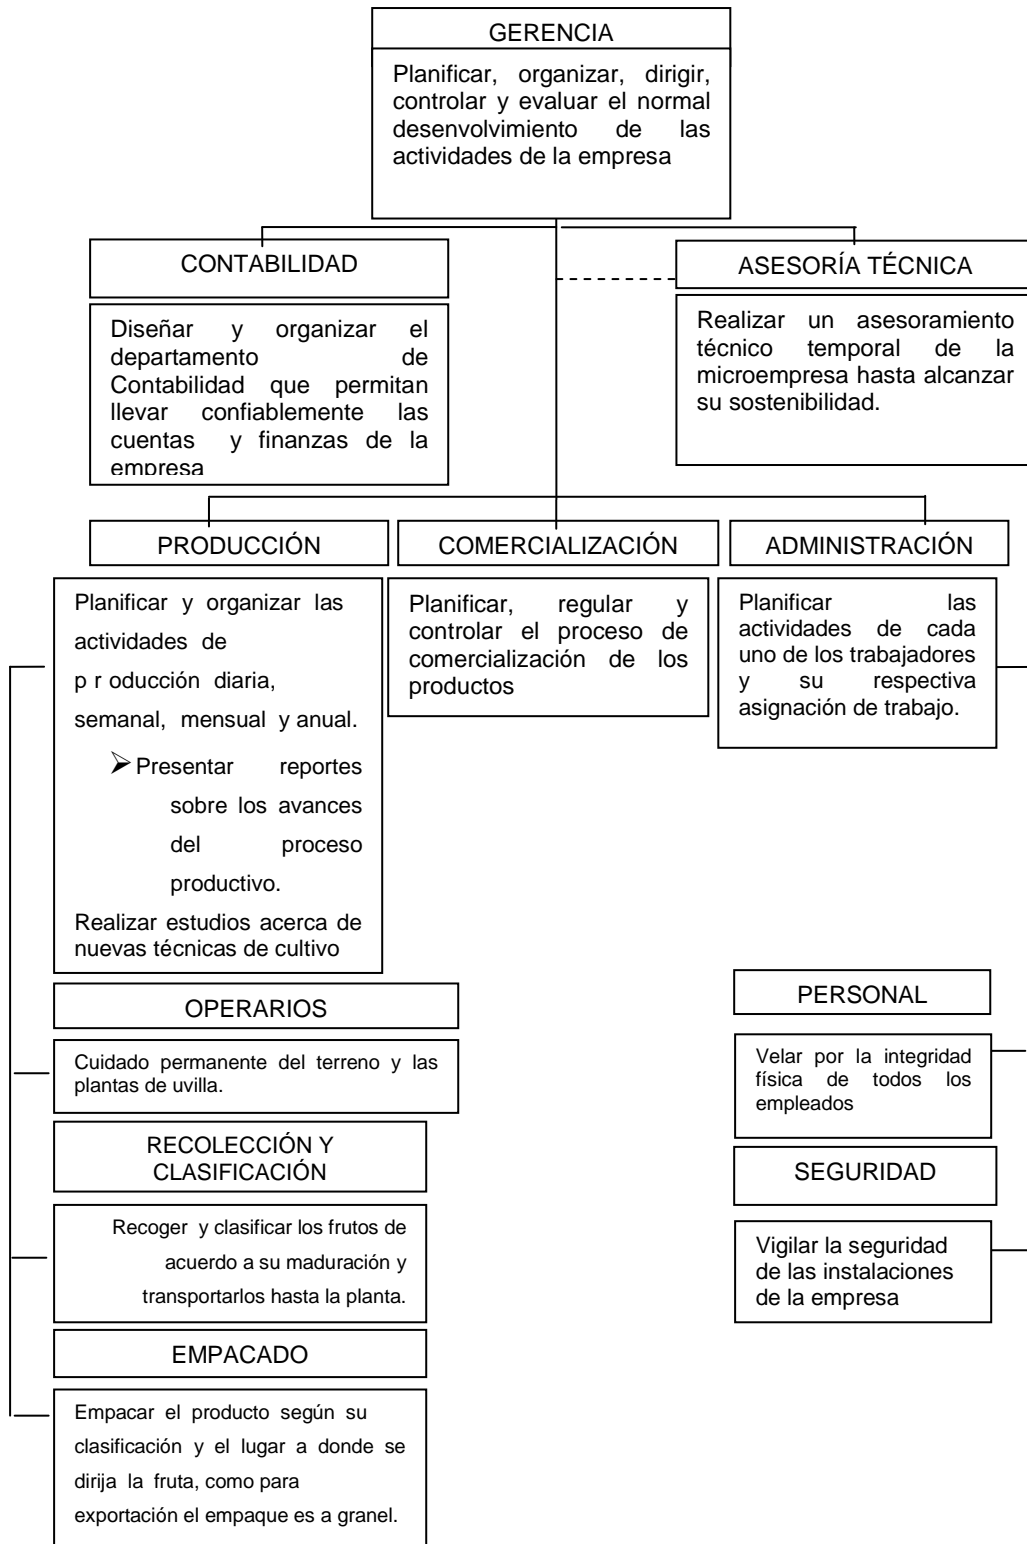 GERENCIA
Planificar, organizar, dirigir,
controlar y evaluar el normal
desenvolvimiento de las
actividades de la empresa
CONTABILIDAD
Diseñar y organizar el
departamento de
Contabilidad que permitan
llevar confiablemente las
cuentas y finanzas de la
empresa
ASESORÍA TÉCNICA
Realizar un asesoramiento
técnico temporal de la
microempresa hasta alcanzar
su sostenibilidad.
PRODUCCIÓN
Planificar y organizar las
actividades de
p r oducción diaria,
semanal, mensual y anual.
➢ Presentar reportes
sobre los avances
del proceso
productivo.
Realizar estudios acerca de
nuevas técnicas de cultivo
COMERCIALIZACIÓN
Planificar, regular y
controlar el proceso de
comercialización de los
productos
ADMINISTRACIÓN
Planificar las
actividades de cada
uno de los trabajadores
y su respectiva
asignación de trabajo.
OPERARIOS
Cuidado permanente del terreno y las
plantas de uvilla.
RECOLECCIÓN Y
CLASIFICACIÓN
Recoger y clasificar los frutos de
acuerdo a su maduración y
transportarlos hasta la planta.
EMPACADO
Empacar el producto según su
clasificación y el lugar a donde se
dirija la fruta, como para
exportación el empaque es a granel.
PERSONAL
Velar por la integridad
física de todos los
empleados
SEGURIDAD
Vigilar la seguridad
de las instalaciones
de la empresa